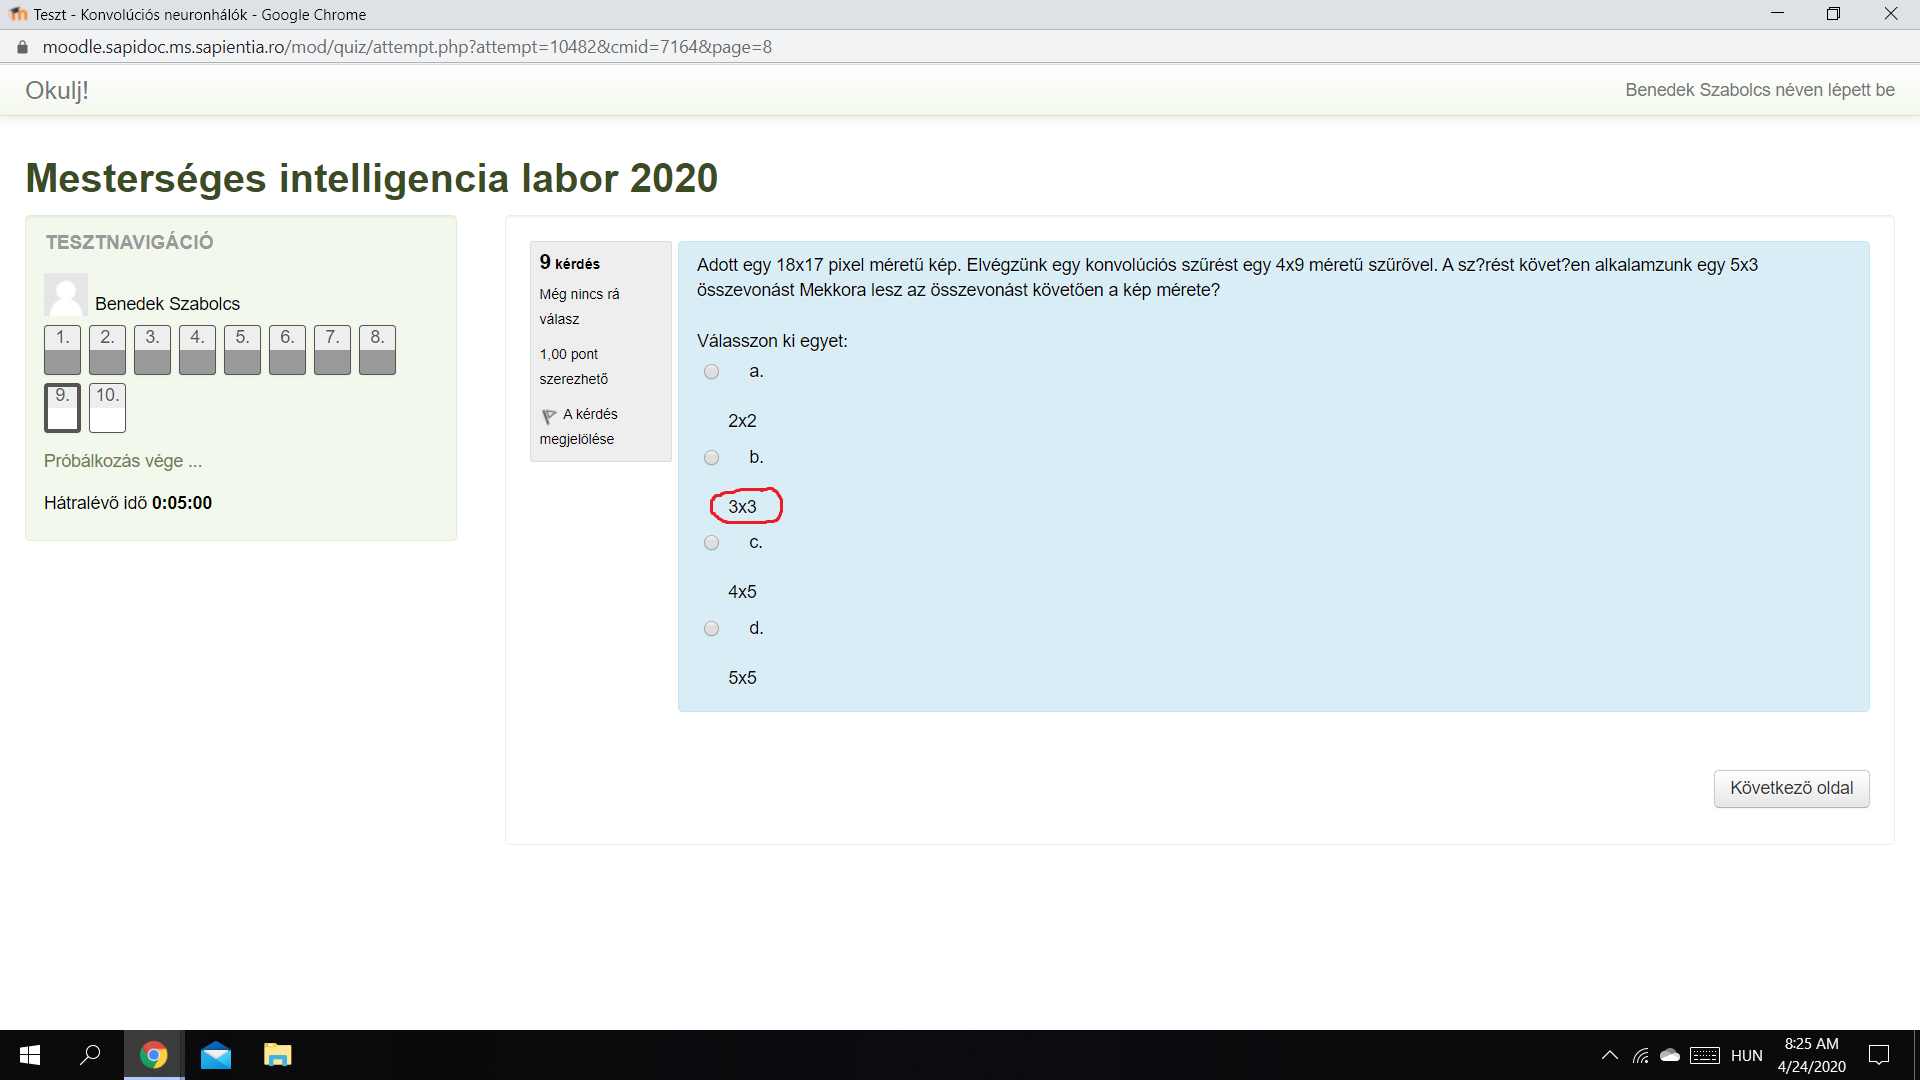 Teszt - Konvolúciós neuronhálók - Google Chrome
moodle.sapidoc.ms.sapientia.ro/mod/quiz/attempt.php?attempt=10482&cmid=7164&page=8
Okulj!
Benedek Szabolcs néven lépett be
Mesterséges intelligencia labor 2020
TESZTNAVIGÁCIÓ
Benedek Szabolcs
1. 2. 3. 4. 5. 6. 7. 8.
9. 10.
Próbálkozás vége ...
Hátralévő idő 0:05:00
9 kérdés
Még nincs rá
válasz
1,00 pont
szerezhető
A kérdés
megjelölése
Adott egy 18x17 pixel méretű kép. Elvégzünk egy konvolúciós szűrést egy 4x9 méretű szűrővel. A sz?rést követ?en alkalamzunk egy 5x3
összevonást Mekkora lesz az összevonást követően a kép mérete?
Válasszon ki egyet:
a.
2x2
b.
3x3
c.
4x5
d.
5x5
Következő oldal
HUN
8:25 AM
4/24/2020